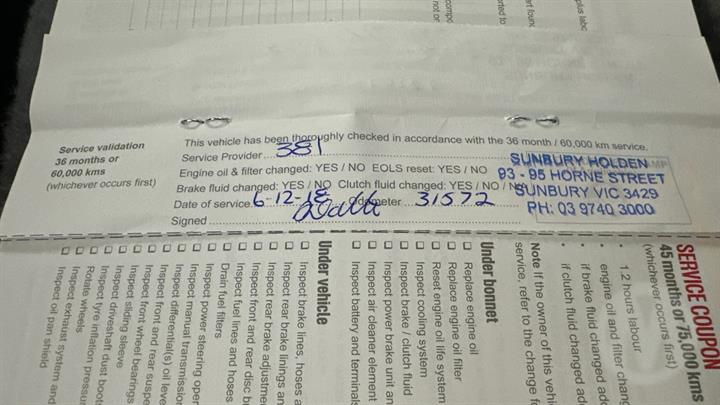 Service validation
36 months or
60,000 kms
(whichever occurs first)
This vehicle has been thoroughly checked in accordance with the 36 month / 60,000 km service.
Service Provider 381
Engine oil & filter changed: YES / NO EOLS reset: YES / NO
Brake fluid changed: YES / NO Clutch fluid changed: YES / NO /
Date of service 6-12-18 Odometer 31572
Signed
SUNBURY HOLDEN
93 - 95 HORNE STREET
SUNBURY VIC 3429
PH: 03 9740 3000
SERVICE COUPON
45 months or 75,000 kms
(whichever occurs first)
• 1.2 hours labour
engine oil and filter chan
• if brake fluid changed ad
• if clutch fluid changed ad
Note If the owner of this vehi
service, refer to the change f
Under bonnet
Replace engine oil
Replace engine oil filter
Reset engine oil life system
Inspect cooling system
Inspect brake / clutch fluid
Inspect power brake unit an
Inspect air cleaner element
Inspect battery and terminals
Under vehicle
Inspect brake lines, hoses a
Inspect rear brake linings an
Inspect rear brake adjustme
Inspect front and rear disc b
Inspect fuel lines and hoses
Drain fuel filters
Inspect power steering oper
Inspect manual transmission
Inspect differential(s) oil leve
Inspect front and rear suspe
Inspect front wheel bearings
Inspect sliding sleeve
Inspect driveshaft dust boots
Inspect tyre inflation pressur
Rotate wheels
Inspect exhaust system and
Inspect oil pan shield